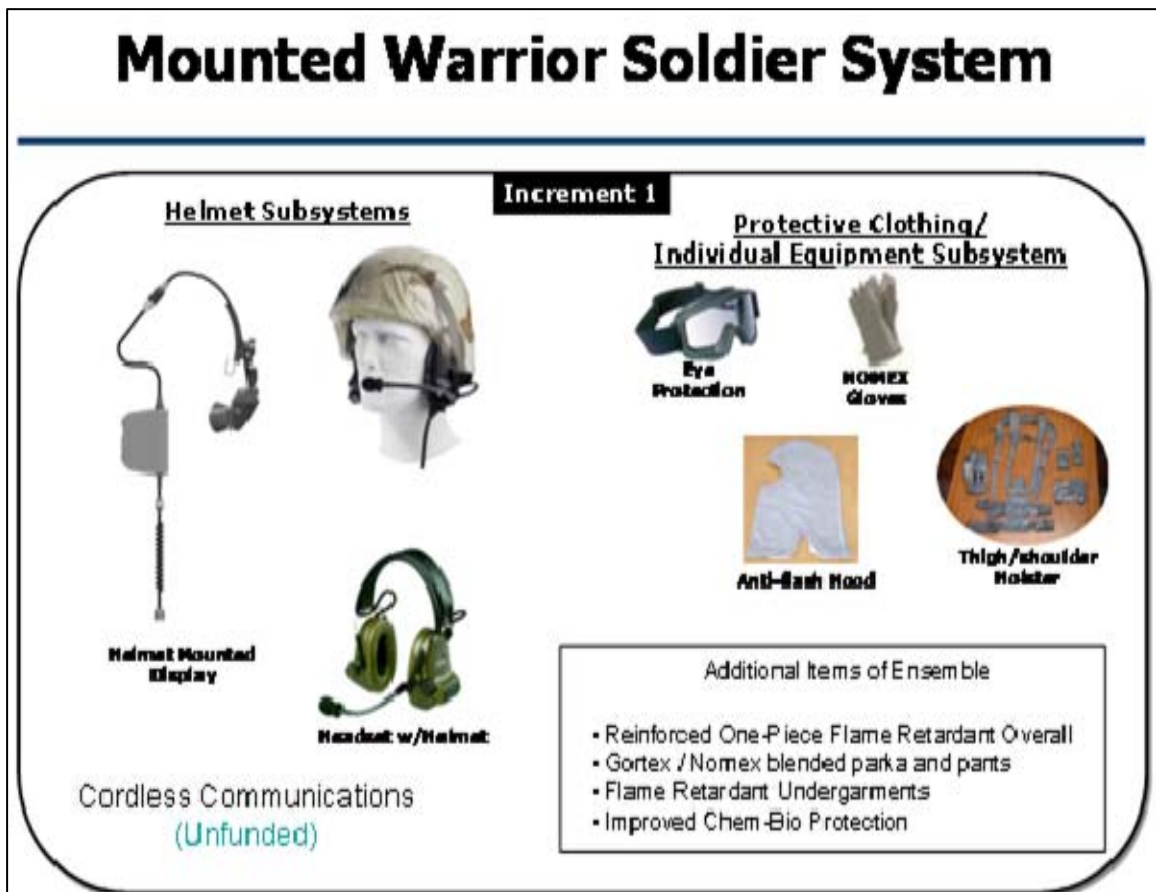 Mounted Warrior Soldier System
Increment 1
Helmet Subsystems
Helmet Mounted
Display
Headset w/Helmet
Cordless Communications
(Unfunded)
Protective Clothing/
Individual Equipment Subsystem
Eye
Protection
NOMEX
Gloves
Anti-flash Hood
Thigh/shoulder
Holster
Additional Items of Ensemble
• Reinforced One-Piece Flame Retardant Overall
• Gortex / Nomex blended parka and pants
• Flame Retardant Undergarments
• Improved Chem-Bio Protection